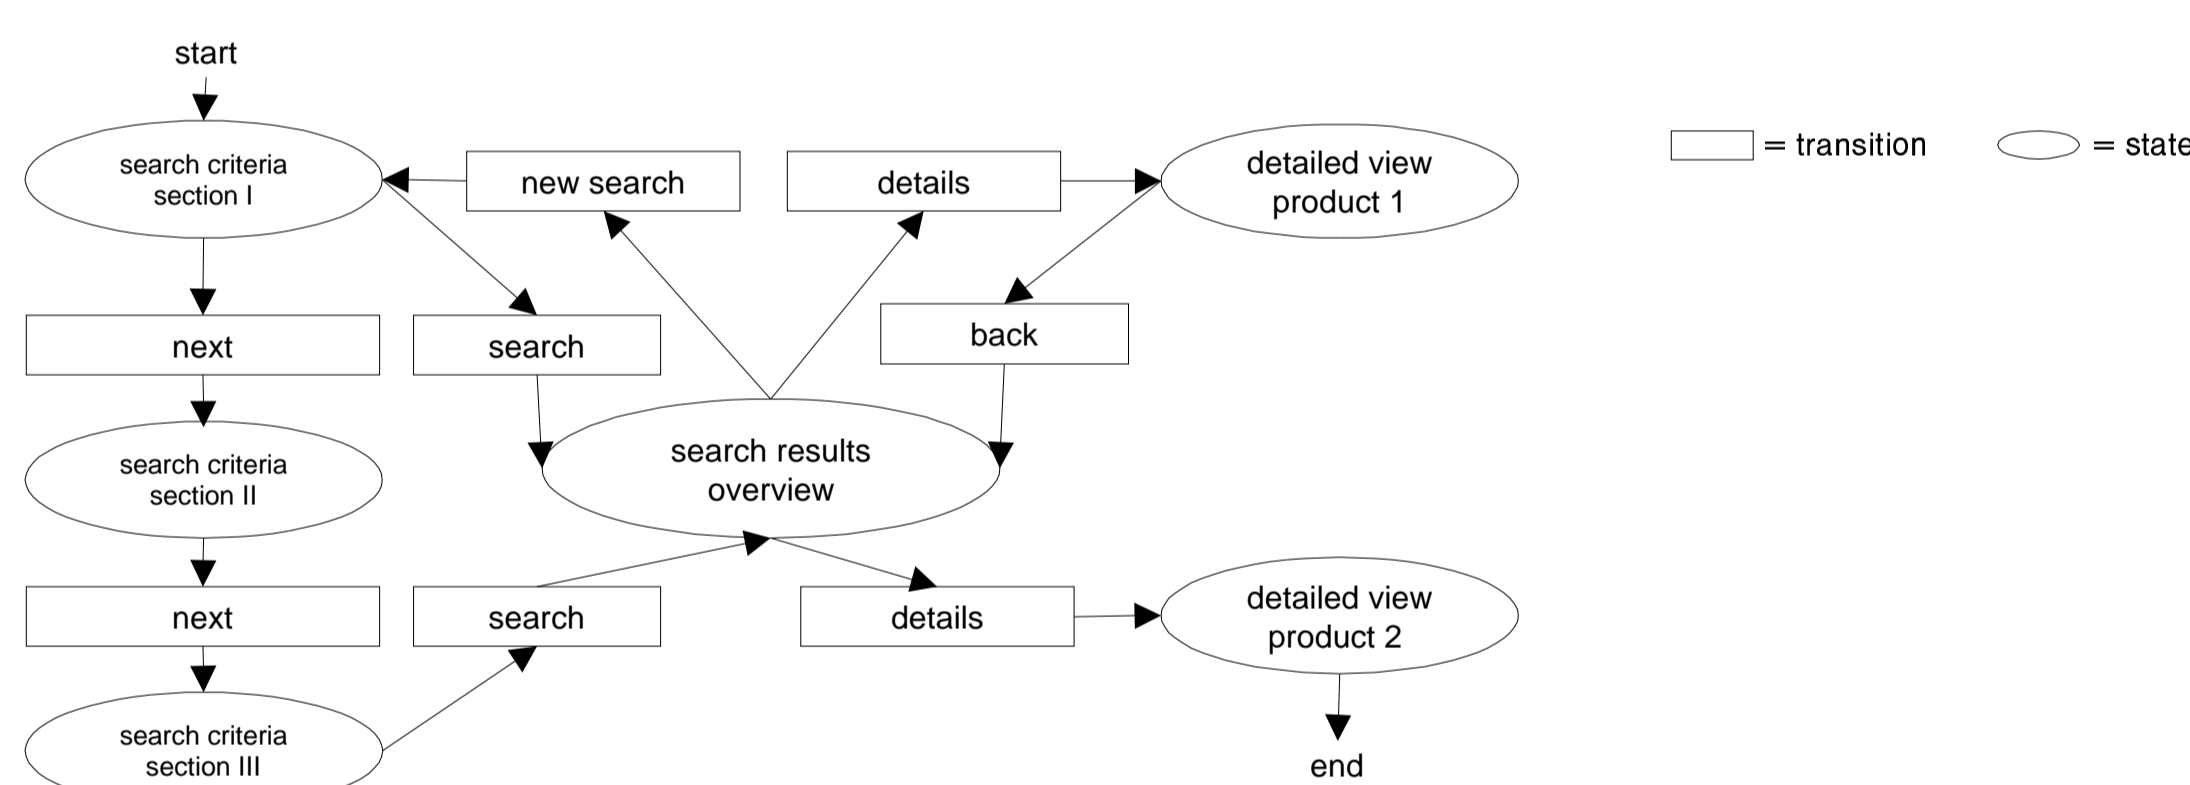 start
search criteria
section I
new search
details
detailed view
product 1
= transition
= state
next
search
back
search criteria
section II
search results
overview
next
search
details
detailed view
product 2
search criteria
section III
end